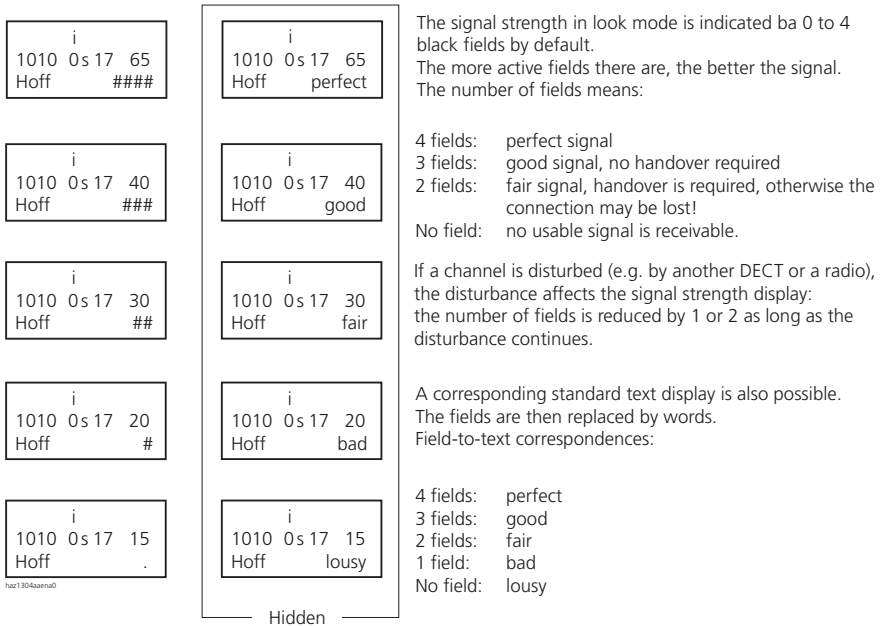 i
1010 0s 17 65
Hoff ####
i
1010 0s 17 65
Hoff perfect
The signal strength in look mode is indicated ba 0 to 4
black fields by default.
The more active fields there are, the better the signal.
The number of fields means:
i
1010 0s 17 40
Hoff ###
i
1010 0s 17 40
Hoff good
4 fields: perfect signal
3 fields: good signal, no handover required
2 fields: fair signal, handover is required, otherwise the
connection may be lost!
No field: no usable signal is receivable.
i
1010 0s 17 30
Hoff ##
i
1010 0s 17 30
Hoff fair
If a channel is disturbed (e.g. by another DECT or a radio),
the disturbance affects the signal strength display:
the number of fields is reduced by 1 or 2 as long as the
disturbance continues.
i
1010 0s 17 20
Hoff #
i
1010 0s 17 20
Hoff bad
A corresponding standard text display is also possible.
The fields are then replaced by words.
Field-to-text correspondences:
i
1010 0s 17 15
Hoff .
haz1304aaena0
i
1010 0s 17 15
Hoff lousy
4 fields: perfect
3 fields: good
2 fields: fair
1 field: bad
No field: lousy
Hidden